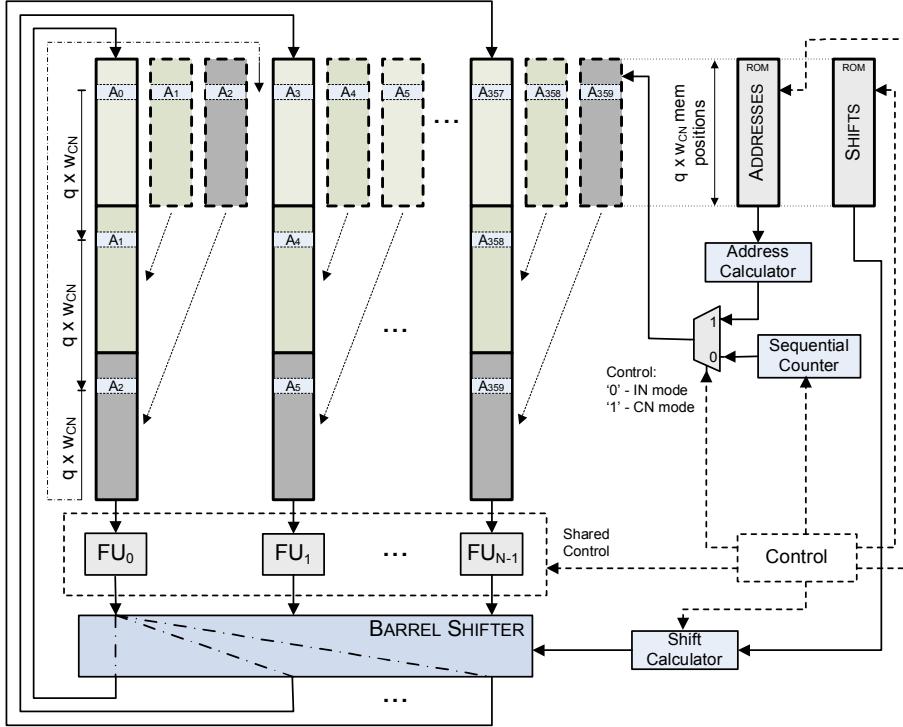 A0 A1 A2 A3 A4 A5 ... A357 A358 A359
q x wCN
q x wCN mem positions
ROM
ADDRESSES
ROM
SHIFTS
A1 A4 A358
Address
Calculator
q x wCN
...
1
0
Sequential
Counter
Control:
'0' - IN mode
'1' - CN mode
A2 A5 A359
q x wCN
Shared
Control
FU0 FU1 ... FUN-1
Control
BARREL SHIFTER
Shift
Calculator
...